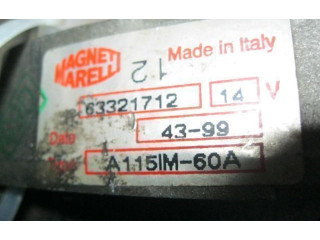 MAGNETI
MARELLI
Made in Italy
12
63321712 14 V
Data 43-99
A115IM-60A